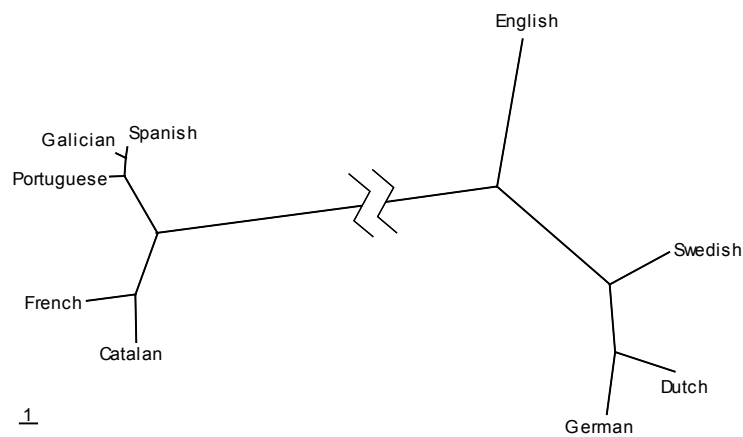 English
Spanish
Galician
Portuguese
Swedish
French
Catalan
Dutch
1
German